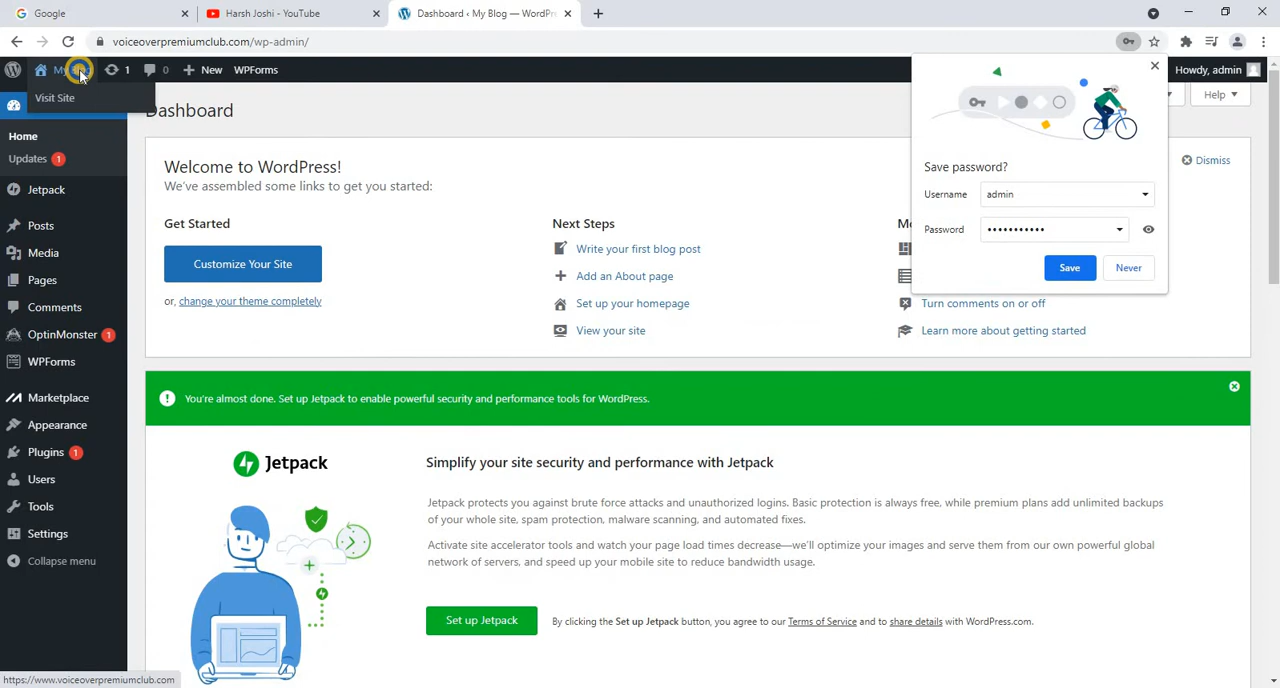 Google
Harsh Joshi - YouTube
Dashboard ‹ My Blog — WordPr
voiceoverpremiumclub.com/wp-admin/
1
0
New
WPForms
Howdy, admin
Visit Site
Help
Dashboard
Home
Updates 1
Jetpack
Posts
Media
Pages
Comments
OptinMonster 1
WPForms
Marketplace
Appearance
Plugins 1
Users
Tools
Settings
Collapse menu
Welcome to WordPress!
We've assembled some links to get you started:
Dismiss
Get Started
Customize Your Site
or, change your theme completely
Next Steps
Write your first blog post
Add an About page
Set up your homepage
View your site
Turn comments on or off
Learn more about getting started
Save password?
Username admin
Password •••••••••••
Save
Never
You're almost done. Set up Jetpack to enable powerful security and performance tools for WordPress.
Jetpack
Simplify your site security and performance with Jetpack
Jetpack protects you against brute force attacks and unauthorized logins. Basic protection is always free, while premium plans add unlimited backups
of your whole site, spam protection, malware scanning, and automated fixes.
Activate site accelerator tools and watch your page load times decrease—we'll optimize your images and serve them from our own powerful global
network of servers, and speed up your mobile site to reduce bandwidth usage.
Set up Jetpack
By clicking the Set up Jetpack button, you agree to our Terms of Service and to share details with WordPress.com.
https://www.voiceoverpremiumclub.com